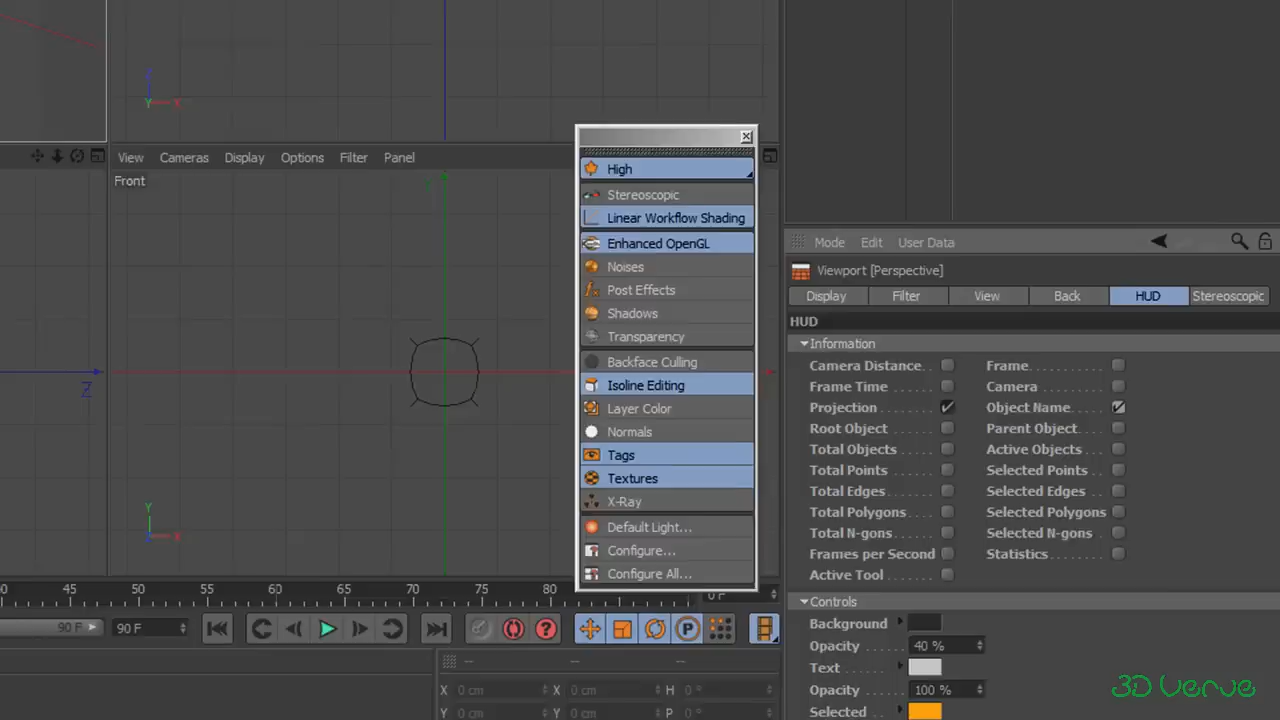 Z
Y X
View Cameras Display Options Filter Panel
Front
Y
Z
Y
Z X
High
Stereoscopic
Linear Workflow Shading
Enhanced OpenGL
Noises
Post Effects
Shadows
Transparency
Backface Culling
Isoline Editing
Layer Color
Normals
Tags
Textures
X-Ray
Default Light...
Configure...
Configure All...
Mode Edit User Data
Viewport [Perspective]
Display Filter View Back HUD Stereoscopic
HUD
Information
Camera Distance Frame
Frame Time Camera
Projection Object Name
Root Object Parent Object
Total Objects Active Objects
Total Points Selected Points
Total Edges Selected Edges
Total Polygons Selected Polygons
Total N-gons Selected N-gons
Frames per Second Statistics
Active Tool
Controls
Background
Opacity 40 %
Text
Opacity 100 %
Selected
45 50 55 60 65 70 75 80 0 F
90 F 90 F
-- -- --
X 0 cm X 0 cm H 0 °
Y 0 cm Y 0 cm P 0 °
3D Verve